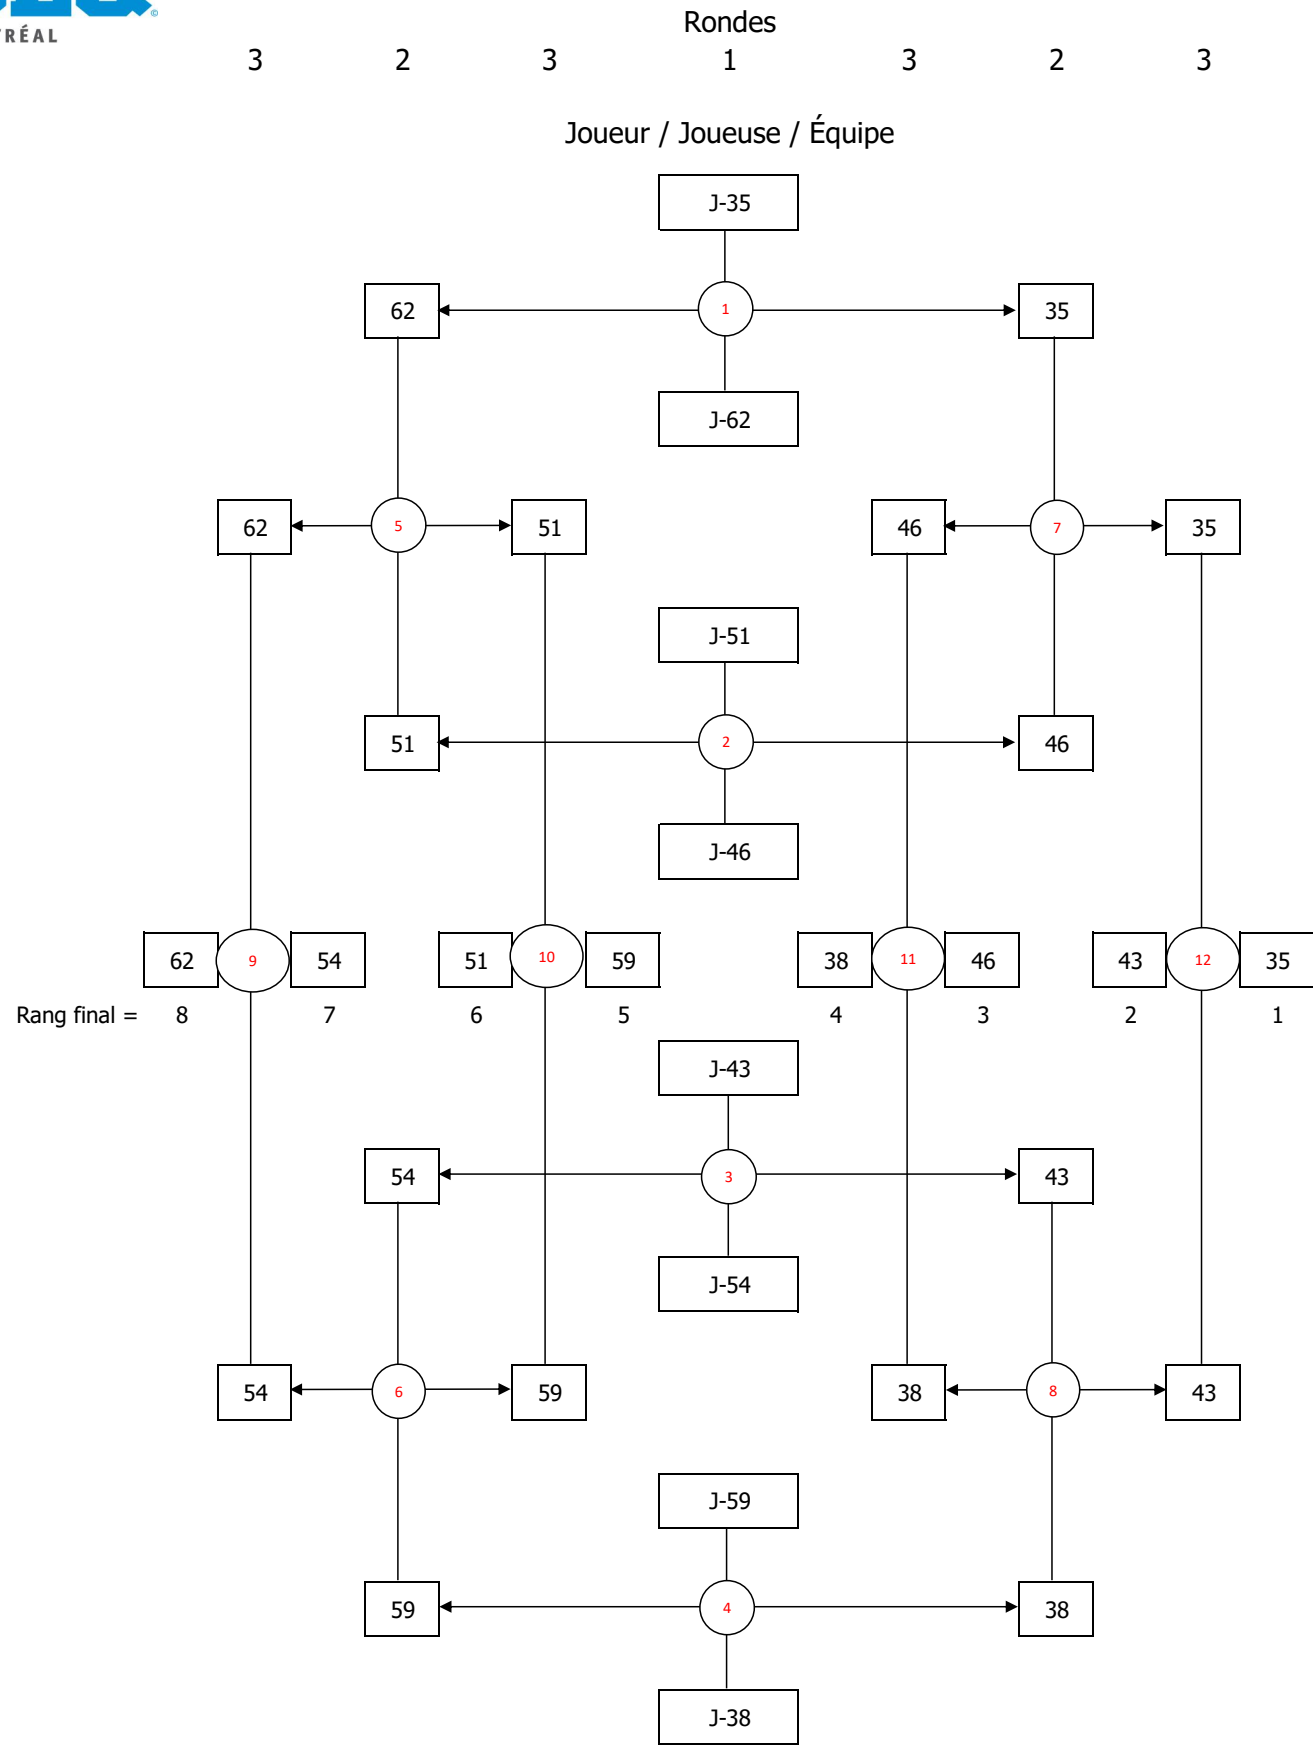 RÉAL
Rondes
3 2 3 1 3 2 3
Joueur / Joueuse / Équipe
J-35
62 1 35
J-62
62 5 51 46 7 35
J-51
51 2 46
J-46
62 9 54 51 10 59 38 11 46 43 12 35
Rang final = 8 7 6 5 4 3 2 1
J-43
54 3 43
J-54
54 6 59 38 8 43
J-59
59 4 38
J-38